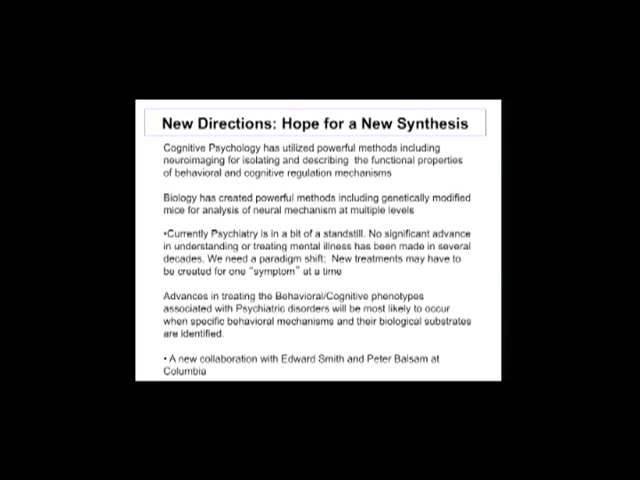 New Directions: Hope for a New Synthesis
Cognitive Psychology has utilized powerful methods including
neuroimaging for isolating and describing the functional properties
of behavioral and cognitive regulation mechanisms
Biology has created powerful methods including genetically modified
mice for analysis of neural mechanism at multiple levels
•Currently Psychiatry is in a bit of a standstill. No significant advance
in understanding or treating mental illness has been made in several
decades. We need a paradigm shift: New treatments may have to
be created for one "symptom" at a time
Advances in treating the Behavioral/Cognitive phenotypes
associated with Psychiatric disorders will be most likely to occur
when specific behavioral mechanisms and their biological substrates
are identified.
• A new collaboration with Edward Smith and Peter Balsam at
Columbia